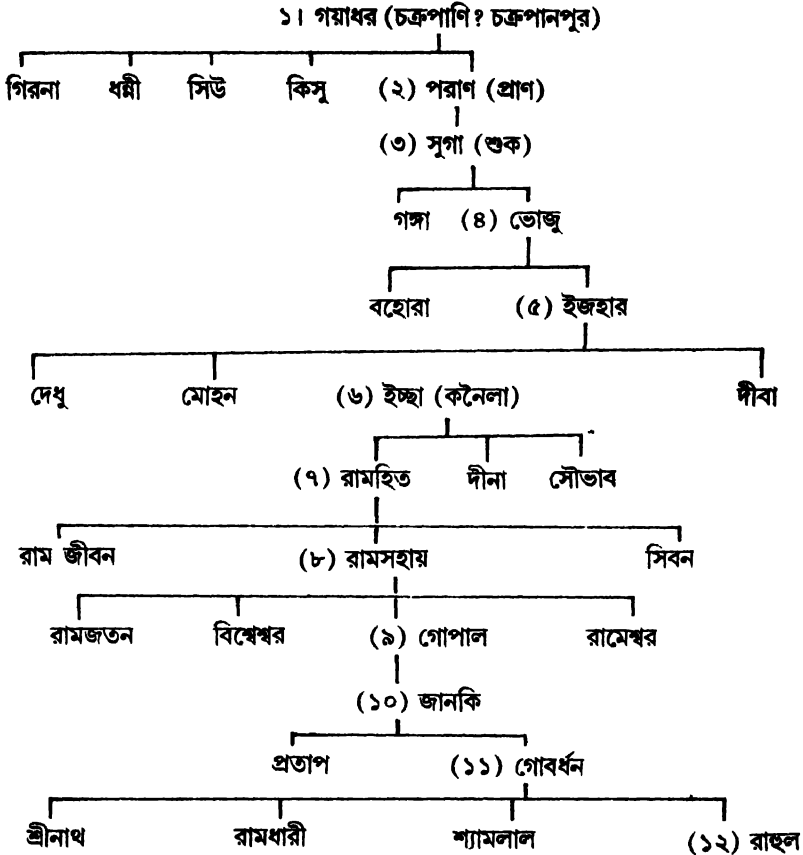 ১। গয়াধর (চক্রপাণি? চক্রপানপুর)
গিরনা ধন্নী সিউ কিসু (২) পরাণ (প্রাণ)
(৩) সুগা (শুক)
গঙ্গা (৪) ভোজু
বহোরা (৫) ইজহার
দেধু মোহন (৬) ইচ্ছা (কনৈলা) দীবা
(৭) রামহিত দীনা সৌভাব
রাম জীবন (৮) রামসহায় সিবন
রামজতন বিশ্বেশ্বর (৯) গোপাল রামেশ্বর
(১০) জানকি
প্রতাপ (১১) গোবর্ধন
শ্রীনাথ রামধারী শ্যামলাল (১২) রাহুল